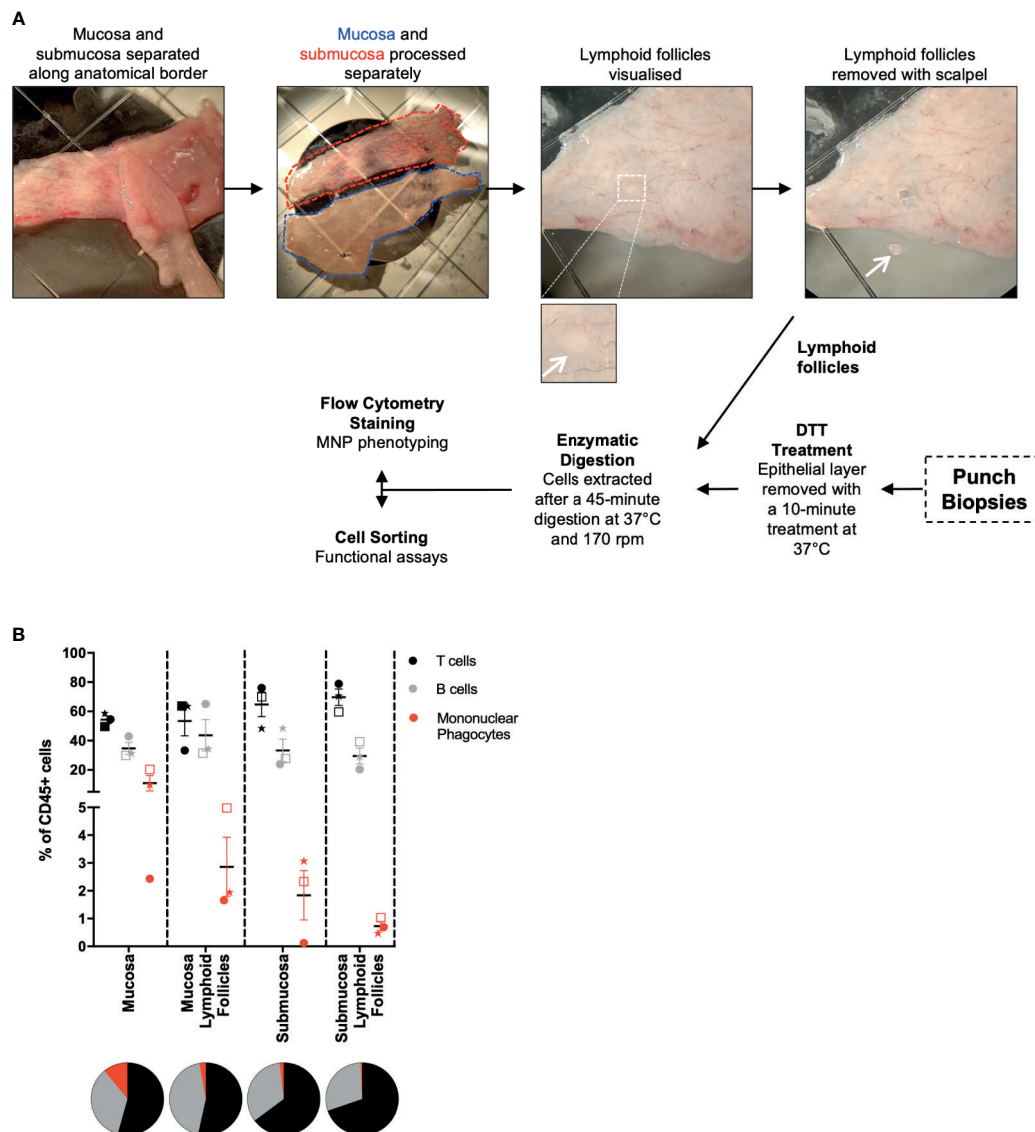 A
Mucosa and
submucosa separated
along anatomical border
Mucosa and
submucosa processed
separately
Lymphoid follicles
visualised
Lymphoid follicles
removed with scalpel
Lymphoid
follicles
Flow Cytometry
Staining
MNP phenotyping
Cell Sorting
Functional assays
Enzymatic
Digestion
Cells extracted
after a 45-minute
digestion at 37°C
and 170 rpm
DTT
Treatment
Epithelial layer
removed with
a 10-minute
treatment at
37°C
Punch
Biopsies
B
% of CD45+ cells
100
80
60
40
20
5
4
3
2
1
0
T cells
B cells
Mononuclear
Phagocytes
Mucosa
Mucosa
Lymphoid
Follicles
Submucosa
Submucosa
Lymphoid
Follicles